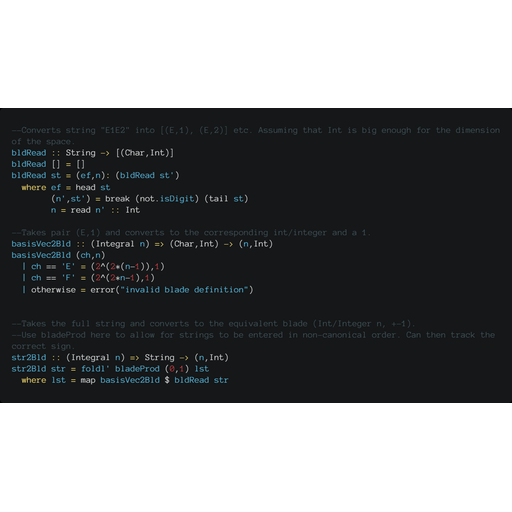 --Converts string "E1E2" into [(E,1), (E,2)] etc. Assuming that Int is big enough for the dimension
of the space.
bldRead :: String -> [(Char,Int)]
bldRead [] = []
bldRead st = (ef,n): (bldRead st')
where ef = head st
(n',st') = break (not.isDigit) (tail st)
n = read n' :: Int
--Takes pair (E,1) and converts to the corresponding int/integer and a 1.
basisVec2Bld :: (Integral n) => (Char,Int) -> (n,Int)
basisVec2Bld (ch,n)
| ch == 'E' = (2^(2*(n-1)),1)
| ch == 'F' = (2^(2*n-1),1)
| otherwise = error("invalid blade definition")
--Takes the full string and converts to the equivalent blade (Int/Integer n, +-1).
--Use bladeProd here to allow for strings to be entered in non-canonical order. Can then track the
correct sign.
str2Bld :: (Integral n) => String -> (n,Int)
str2Bld str = foldl' bladeProd (0,1) lst
where lst = map basisVec2Bld $ bldRead str